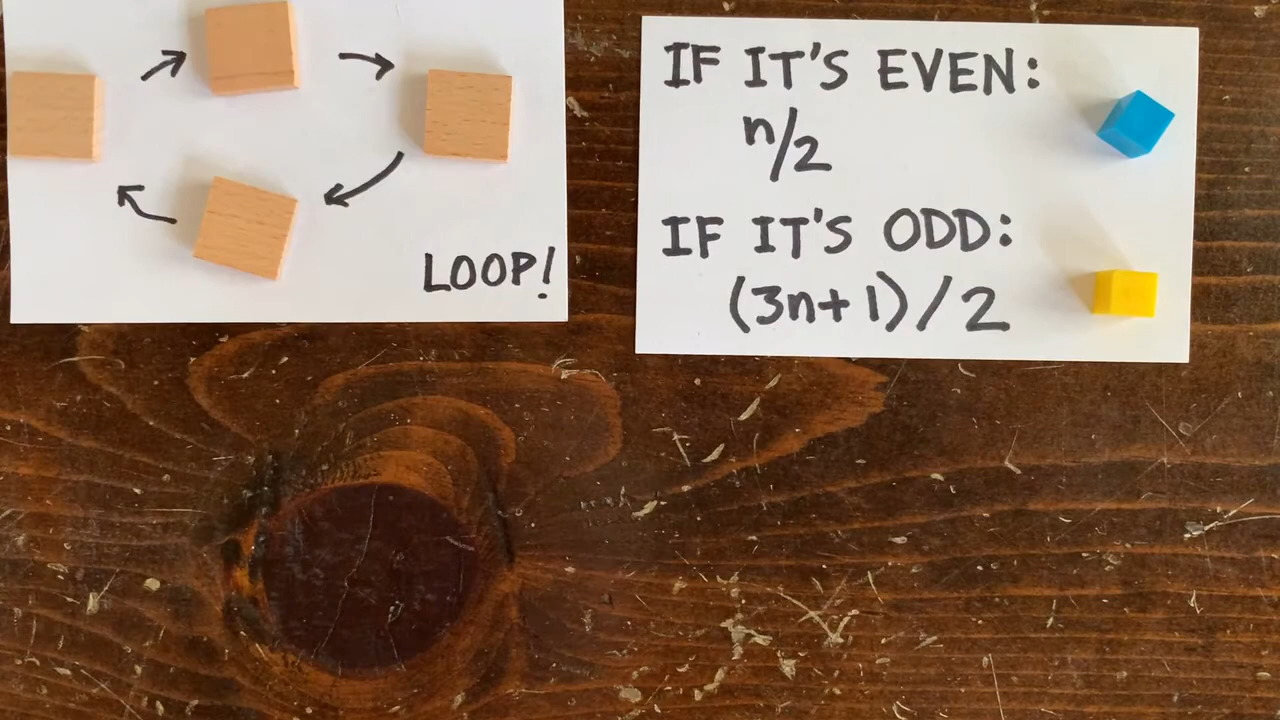 LOOP!
IF IT'S EVEN:
n/2
IF IT'S ODD:
(3n+1)/2